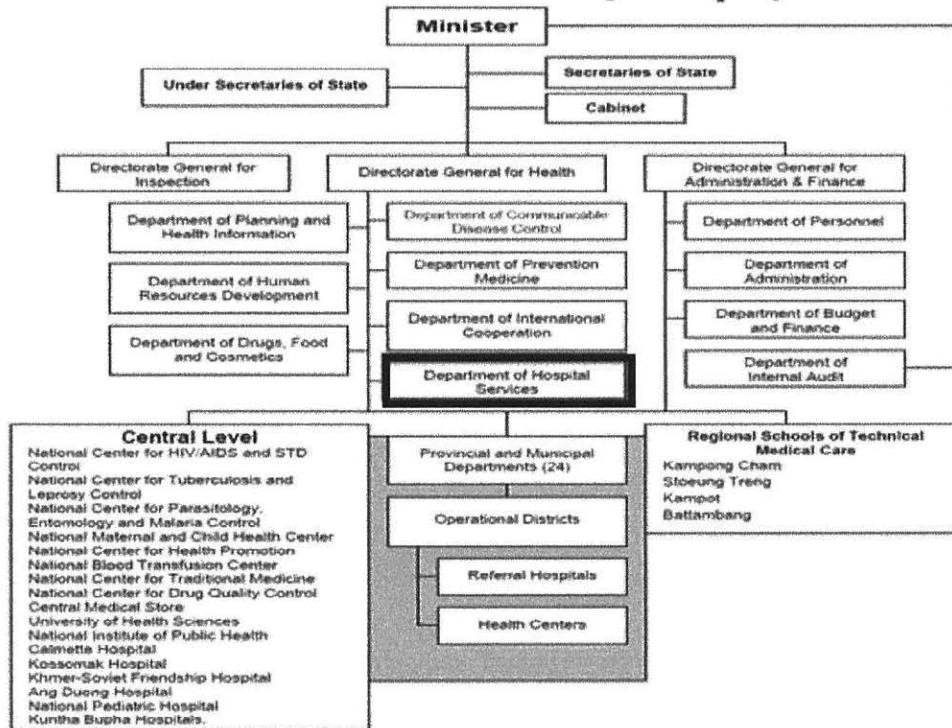 Minister
Under Secretaries of State
Secretaries of State
Cabinet
Directorate General for
Inspection
Directorate General for Health
Directorate General for
Administration & Finance
Department of Planning and
Health Information
Department of Human
Resources Development
Department of Drugs, Food
and Cosmetics
Department of Communicable
Disease Control
Department of Prevention
Medicine
Department of International
Cooperation
Department of Hospital
Services
Department of Personnel
Department of
Administration
Department of Budget
and Finance
Department of
Internal Audit
Central Level
National Center for HIV/AIDS and STD
Control
National Center for Tuberculosis and
Leprosy Control
National Center for Parasitology,
Entomology and Malaria Control
National Maternal and Child Health Center
National Center for Health Promotion
National Blood Transfusion Center
National Center for Traditional Medicine
National Center for Drug Quality Control
Central Medical Store
University of Health Sciences
National Institute of Public Health
Calmette Hospital
Kossomak Hospital
Khmer-Soviet Friendship Hospital
Ang Duong Hospital
National Pediatric Hospital
Kuntha Bupha Hospitals.
Provincial and Municipal
Departments (24)
Operational Districts
Referral Hospitals
Health Centers
Regional Schools of Technical
Medical Care
Kampong Cham
Stoeung Treng
Kampot
Battambang